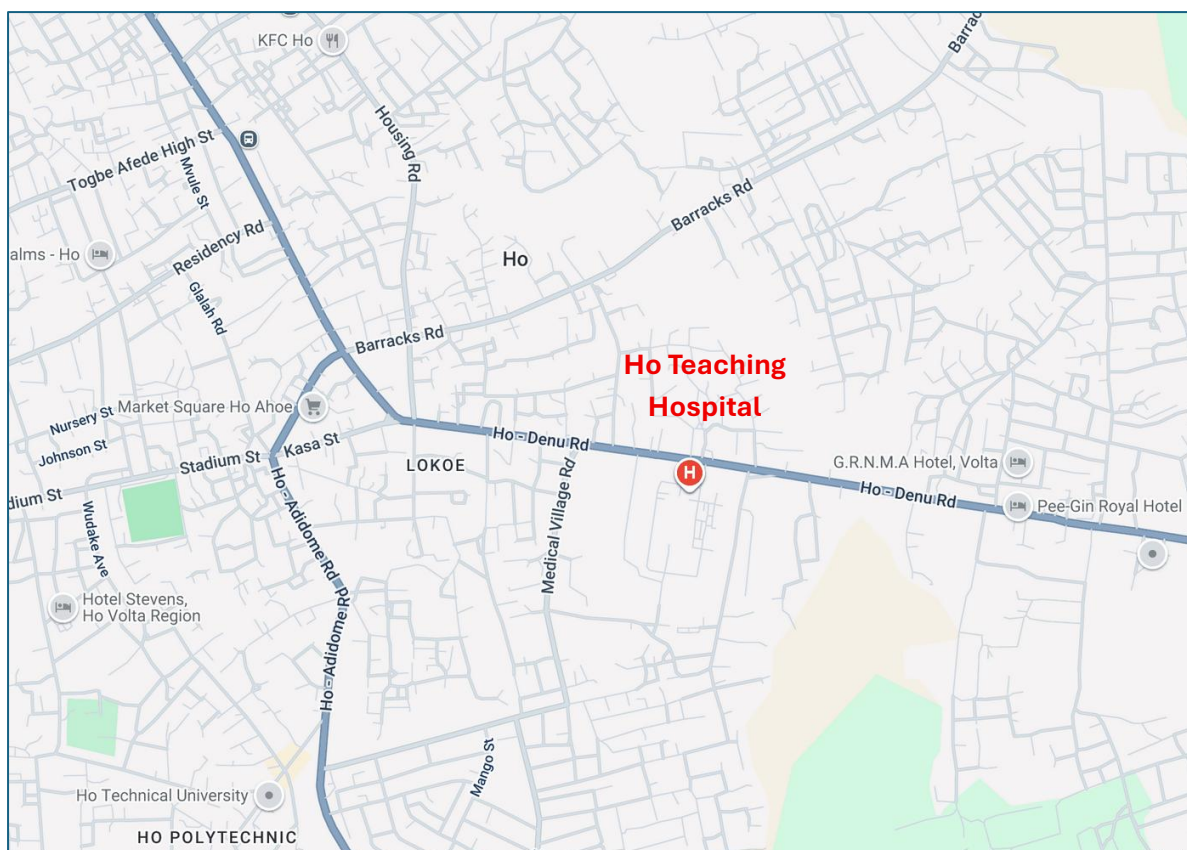 KFC Ho
Barra
Housing Rd
Togbe Afede High St
Mvule St
Barracks Rd
Residency Rd
alms - Ho
Ho
Glalah Rd
Barracks Rd
Ho Teaching
Hospital
Market Square Ho Ahoe
Nursery St
Kasa St
Ho - Denu Rd
Johnson St
Stadium St
LOKOE
G.R.N.M.A Hotel, Volta
H
dium St
Ho - Denu Rd
Pee-Gin Royal Hotel
Wudake Ave
Ho - Adidome Rd
Medical Village Rd
Hotel Stevens,
Ho Volta Region
Ho - Adidome Rd
Mango St
Ho Technical University
HO POLYTECHNIC